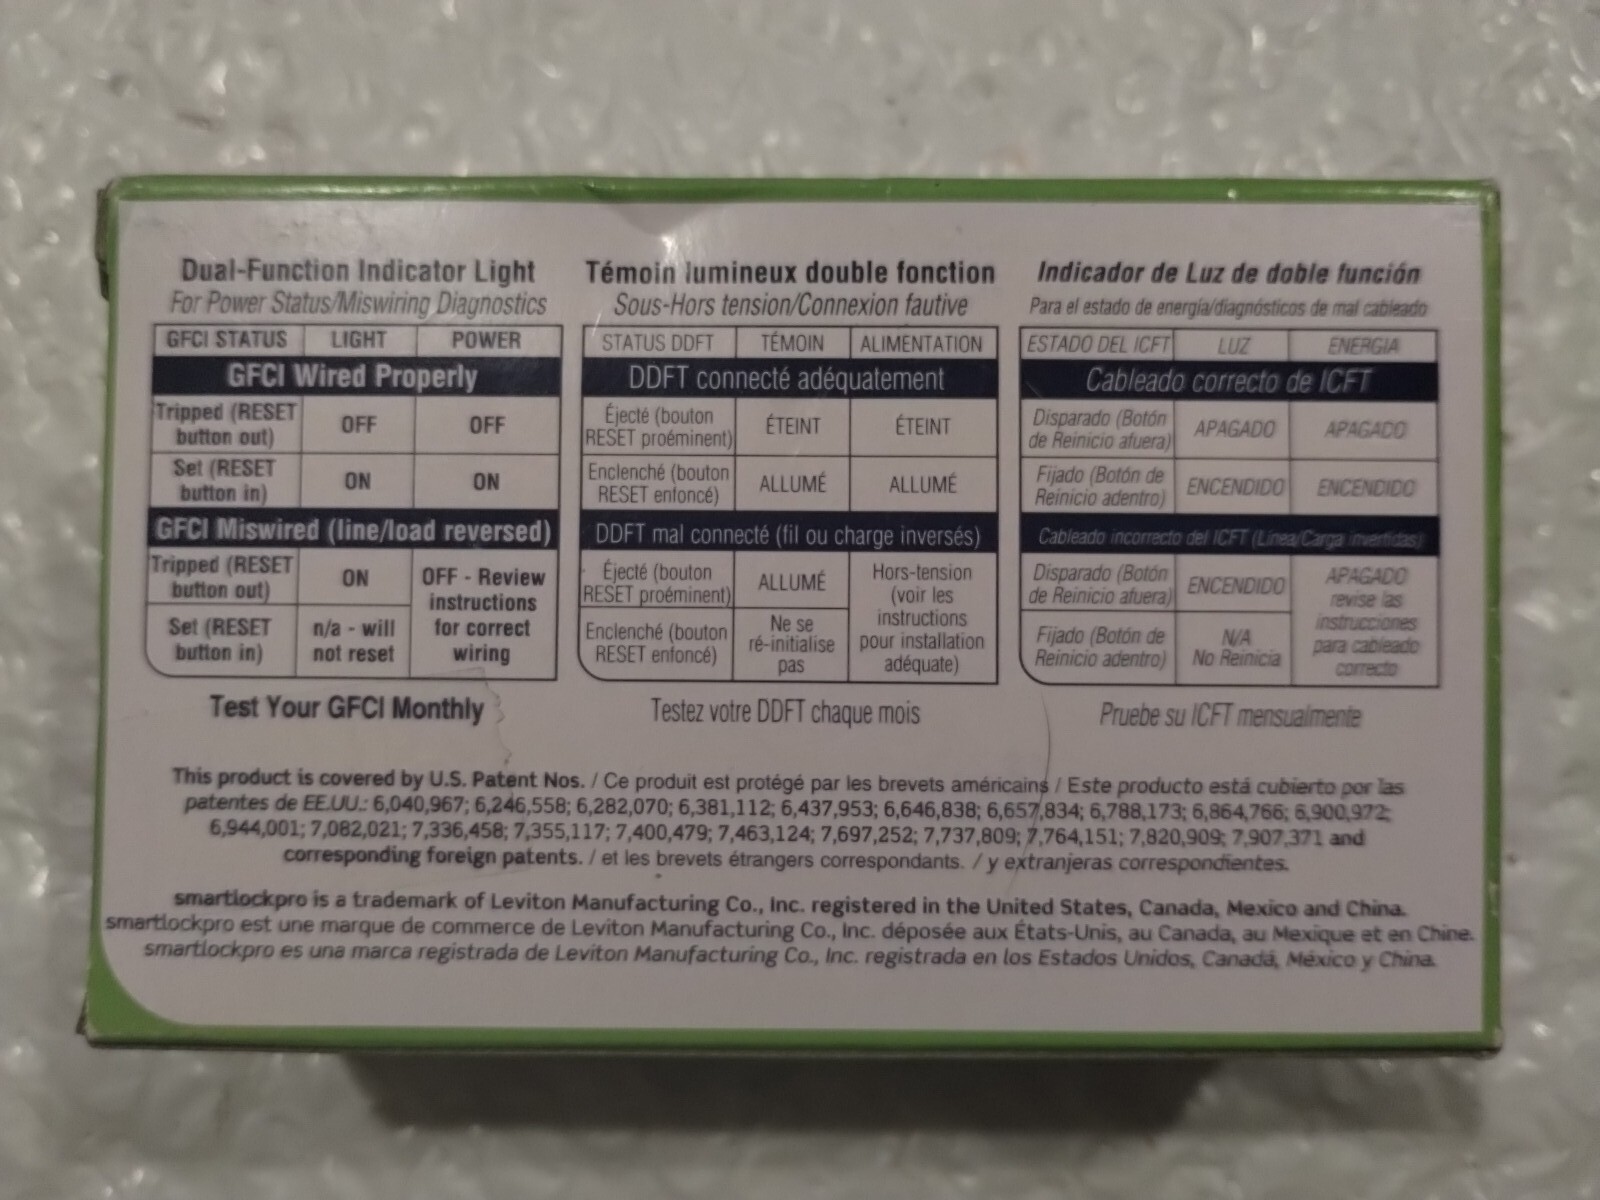 Dual-Function Indicator Light
For Power Status/Miswiring Diagnostics
GFCI STATUS LIGHT POWER
GFCI Wired Properly
Tripped (RESET
button out) OFF OFF
Set (RESET
button in) ON ON
GFCI Miswired (line/load reversed)
Tripped (RESET
button out) ON
Set (RESET
button in)
n/a - will
not reset
OFF - Review
instructions
for correct
wiring
Test Your GFCI Monthly
Témoin lumineux double fonction
Sous-Hors tension/Connexion fautive
STATUS DDFT TÉMOIN ALIMENTATION
DDFT connecté adéquatement
Éjecté (bouton
RESET proéminent) ÉTEINT ÉTEINT
Enclenché (bouton
RESET enfoncé) ALLUMÉ ALLUMÉ
DDFT mal connecté (fil ou charge inversés)
Éjecté (bouton
RESET proéminent) ALLUMÉ
Enclenché (bouton
RESET enfoncé)
Ne se
ré-initialise
pas
Hors-tension
(voir les
instructions
pour installation
adéquate)
Testez votre DDFT chaque mois
Indicador de Luz de doble función
Para el estado de energía/diagnósticos de mal cableado
ESTADO DEL ICFT LUZ ENERGIA
Cableado correcto de ICFT
Disparado (Botón
de Reinicio afuera) APAGADO APAGADO
Fijado (Botón de
Reinicio adentro) ENCENDIDO ENCENDIDO
Cableado incorrecto del ICFT (Línea/Carga invertidas)
Disparado (Botón
de Reinicio afuera) ENCENDIDO
Fijado (Botón de
Reinicio adentro)
N/A
No Reinicia
APAGADO
revise las
instrucciones
para cableado
correcto
Pruebe su ICFT mensualmente
This product is covered by U.S. Patent Nos. / Ce produit est protégé par les brevets américains / Este producto está cubierto por las
patentes de EE.UU.: 6,040,967; 6,246,558; 6,282,070; 6,381,112; 6,437,953; 6,646,838; 6,657,834; 6,788,173; 6,864,766; 6,900,972;
6,944,001; 7,082,021; 7,336,458; 7,355,117; 7,400,479; 7,463,124; 7,697,252; 7,737,809; 7,764,151; 7,820,909; 7,907,371 and
corresponding foreign patents. / et les brevets étrangers correspondants. / y extranjeras correspondientes.
smartlockpro is a trademark of Leviton Manufacturing Co., Inc. registered in the United States, Canada, Mexico and China.
smartlockpro est une marque de commerce de Leviton Manufacturing Co., Inc. déposée aux États-Unis, au Canada, au Mexique et en Chine.
smartlockpro es una marca registrada de Leviton Manufacturing Co., Inc. registrada en los Estados Unidos, Canadá, México y China.